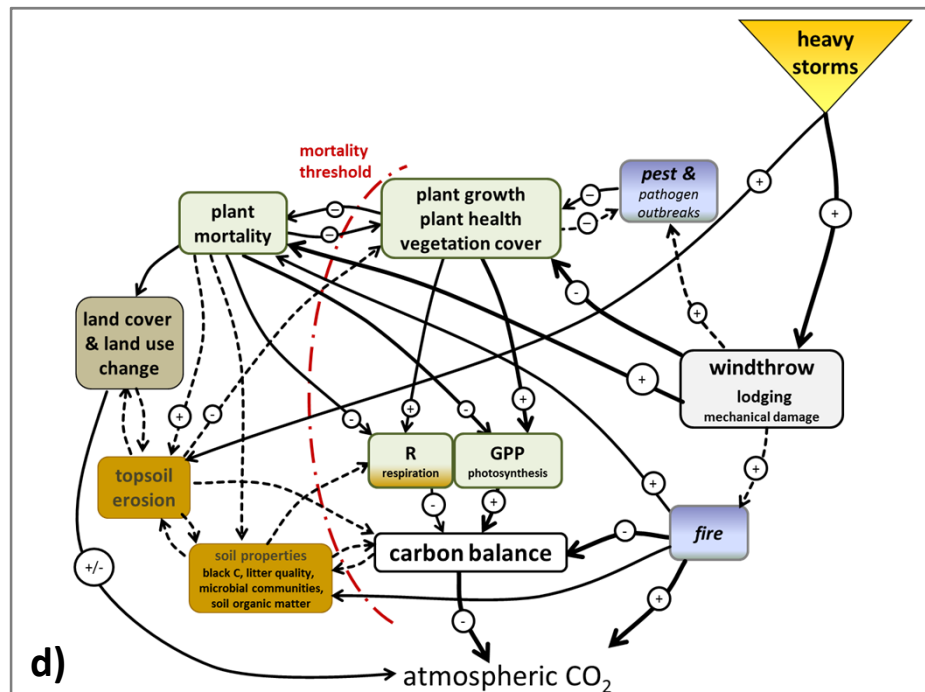 heavy
storms
mortality
threshold
plant growth
plant health
vegetation cover
pest &
pathogen
outbreaks
plant
mortality
+
−
−
−
−
+
land cover
& land use
change
-
windthrow
lodging
mechanical damage
+
+
+
-
-
-
+
+
R
respiration
GPP
photosynthesis
+
topsoil
erosion
-
+
+
fire
soil properties
black C, litter quality,
microbial communities,
soil organic matter
carbon balance
-
+/-
+
-
d)
atmospheric CO₂